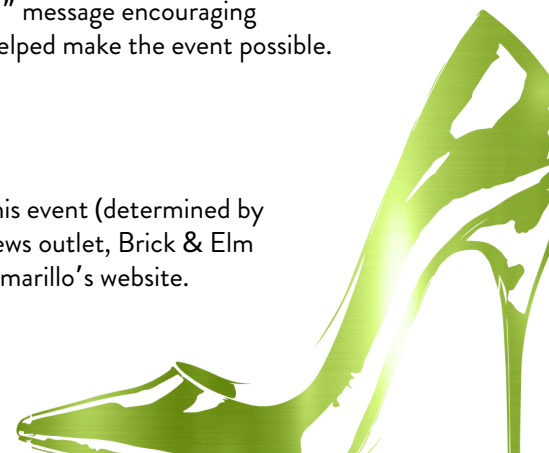 " message encouraging
elped make the event possible.
his event (determined by
ews outlet, Brick & Elm
marillo's website.